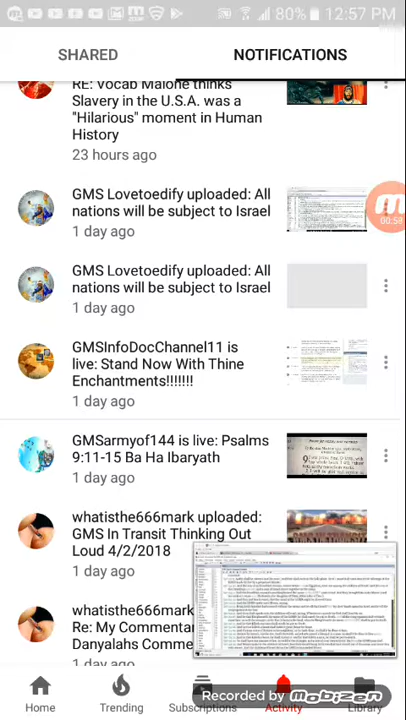 80% 12:57 PM
SHARED NOTIFICATIONS
RE: Vocab Malone thinks
Slavery in the U.S.A. was a
"Hilarious" moment in Human
History
23 hours ago
GMS Lovetoedify uploaded: All
nations will be subject to Israel
1 day ago
00:58
GMS Lovetoedify uploaded: All
nations will be subject to Israel
1 day ago
GMSInfoDocChannel11 is
live: Stand Now With Thine
Enchantments!!!!!!!
1 day ago
GMSarmyof144 is live: Psalms
9:11-15 Ba Ha Ibaryath
1 day ago
whatisthe666mark uploaded:
GMS In Transit Thinking Out
Loud 4/2/2018
1 day ago
whatisthe666mark
Re: My Commentar
Danyalahs Comme
Home Trending Subscriptions Activity Library
Recorded by Mobizen